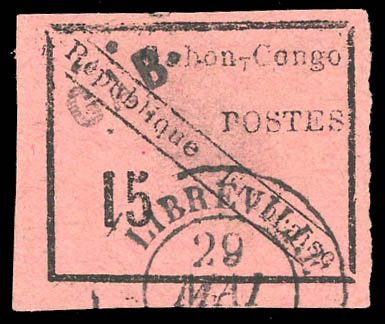 Gabon-Congo
POSTES
République
Française
B
15
LIBREVILLE
29
MAI